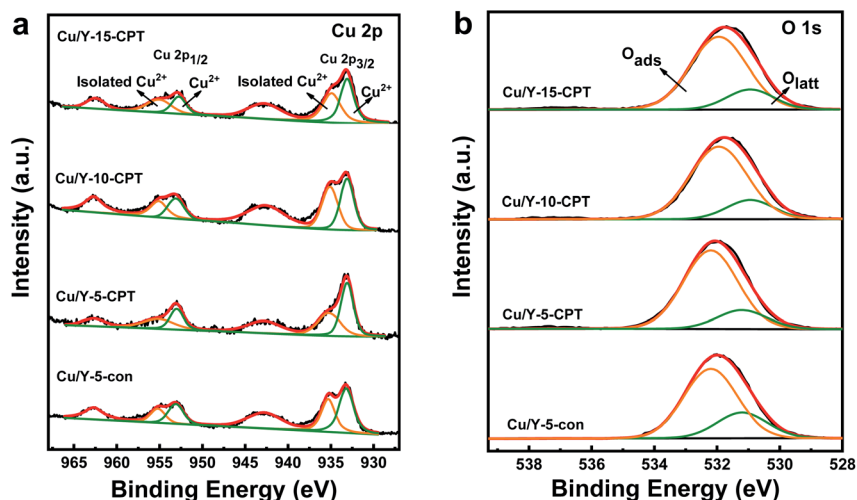 a
Cu 2p
Cu/Y-15-CPT
Cu 2p1/2
Isolated Cu2+
Cu2+
Isolated Cu2+
Cu 2p3/2
Cu2+
Cu/Y-10-CPT
Cu/Y-5-CPT
Cu/Y-5-con
Intensity (a.u.)
965 960 955 950 945 940 935 930
Binding Energy (eV)
b
O 1s
Oads
Olatt
Cu/Y-15-CPT
Cu/Y-10-CPT
Cu/Y-5-CPT
Cu/Y-5-con
Intensity (a.u.)
538 536 534 532 530 528
Binding Energy (eV)